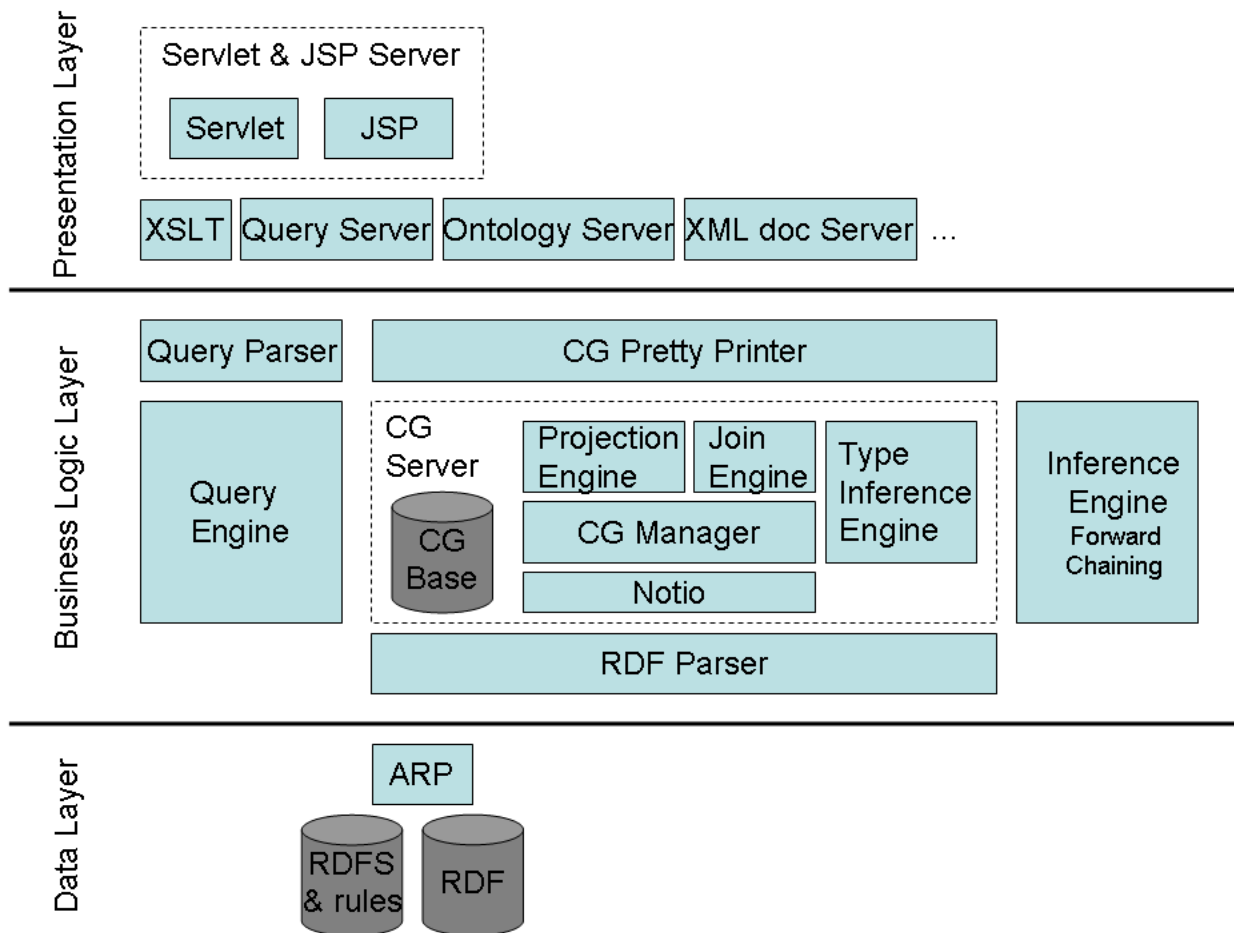 Presentation Layer
Servlet & JSP Server
Servlet
JSP
XSLT
Query Server
Ontology Server
XML doc Server
...
Business Logic Layer
Query Parser
CG Pretty Printer
Query
Engine
CG
Server
CG
Base
Projection
Engine
Join
Engine
Type
Inference
Engine
CG Manager
Notio
Inference
Engine
Forward
Chaining
RDF Parser
Data Layer
ARP
RDFS
& rules
RDF